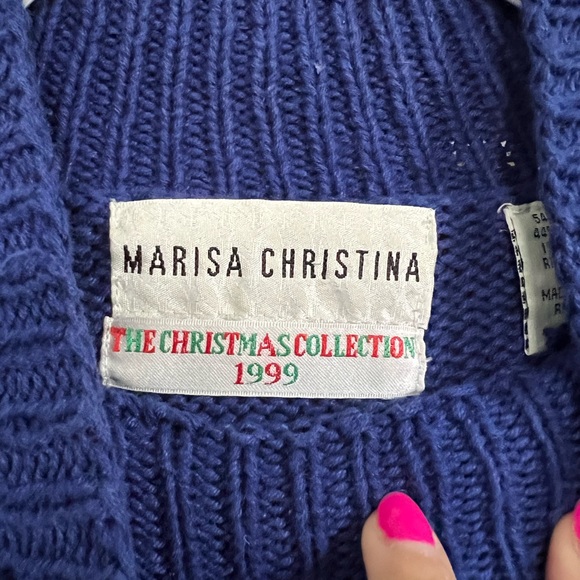 MARISA CHRISTINA
THE CHRISTMAS COLLECTION
1999